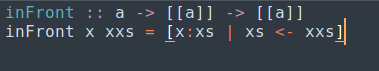 inFront :: a -> [[a]] -> [[a]]
inFront x xxs = [x:xs | xs <- xxs]